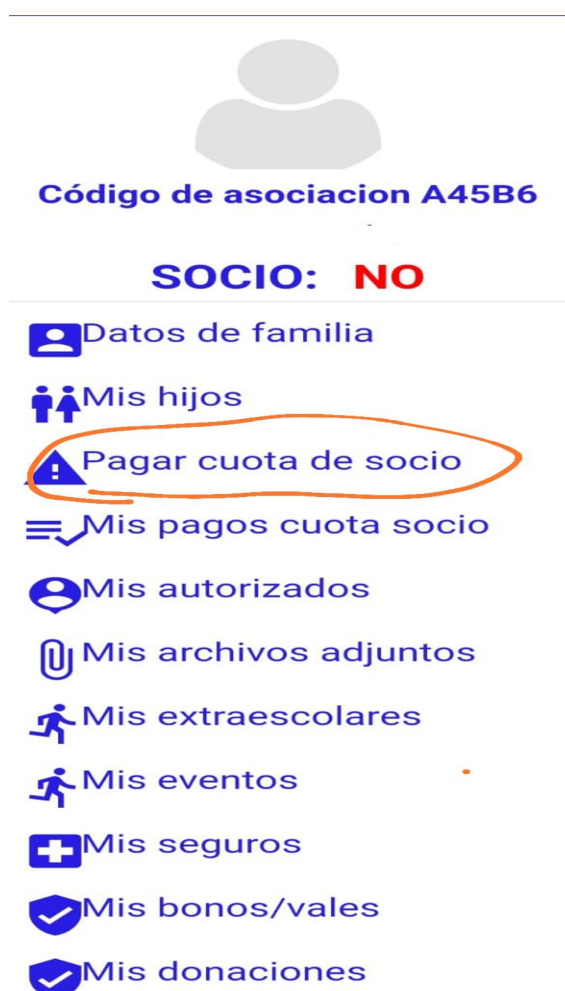 Código de asociacion A45B6
SOCIO: NO
Datos de familia
Mis hijos
Pagar cuota de socio
Mis pagos cuota socio
Mis autorizados
Mis archivos adjuntos
Mis extraescolares
Mis eventos
Mis seguros
Mis bonos/vales
Mis donaciones